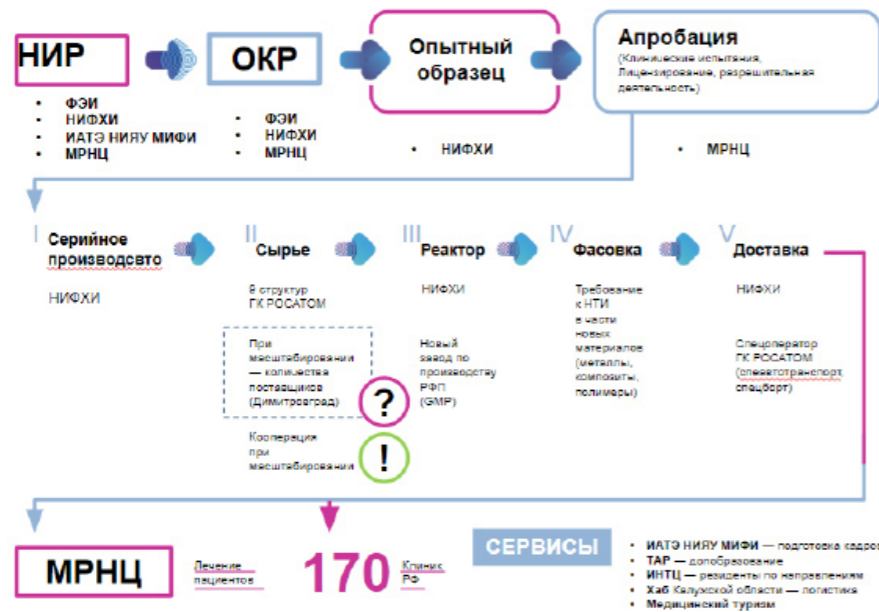 НИР
ОКР
Опытный
образец
Апробация
(Клинические испытания,
Лицензирование, разрешительная
деятельность)
• ФЭИ
• НИФХИ
• ИАТЭ НИЯУ МИФИ
• МРНЦ
• ФЭИ
• НИФХИ
• МРНЦ
• НИФХИ
• МРНЦ
I Серийное
производсвто
НИФХИ
II
Сырье
9 структур
ГК РОСАТОМ
При
масштабировании
— количества
поставщиков
(Димитровград)
?
Кооперация
при
масштабировании
!
III
Реактор
НИФХИ
Новый
завод по
производству
РФП
(GMP)
IV
Фасовка
Требование
к НТИ
в части
новых
материалов
(металлы,
композиты,
полимеры)
V
Доставка
НИФХИ
Спецоператор
ГК РОСАТОМ
(спеавтотранспорт,
спецборт)
МРНЦ
Лечение
пациентов
170
Клиник
РФ
СЕРВИСЫ
• ИАТЭ НИЯУ МИФИ — подготовка кадров
• ТАР — допобразование
• ИНТЦ — резиденты по направлениям
• Хаб Калужской области — логистика
• Медицинский туризм